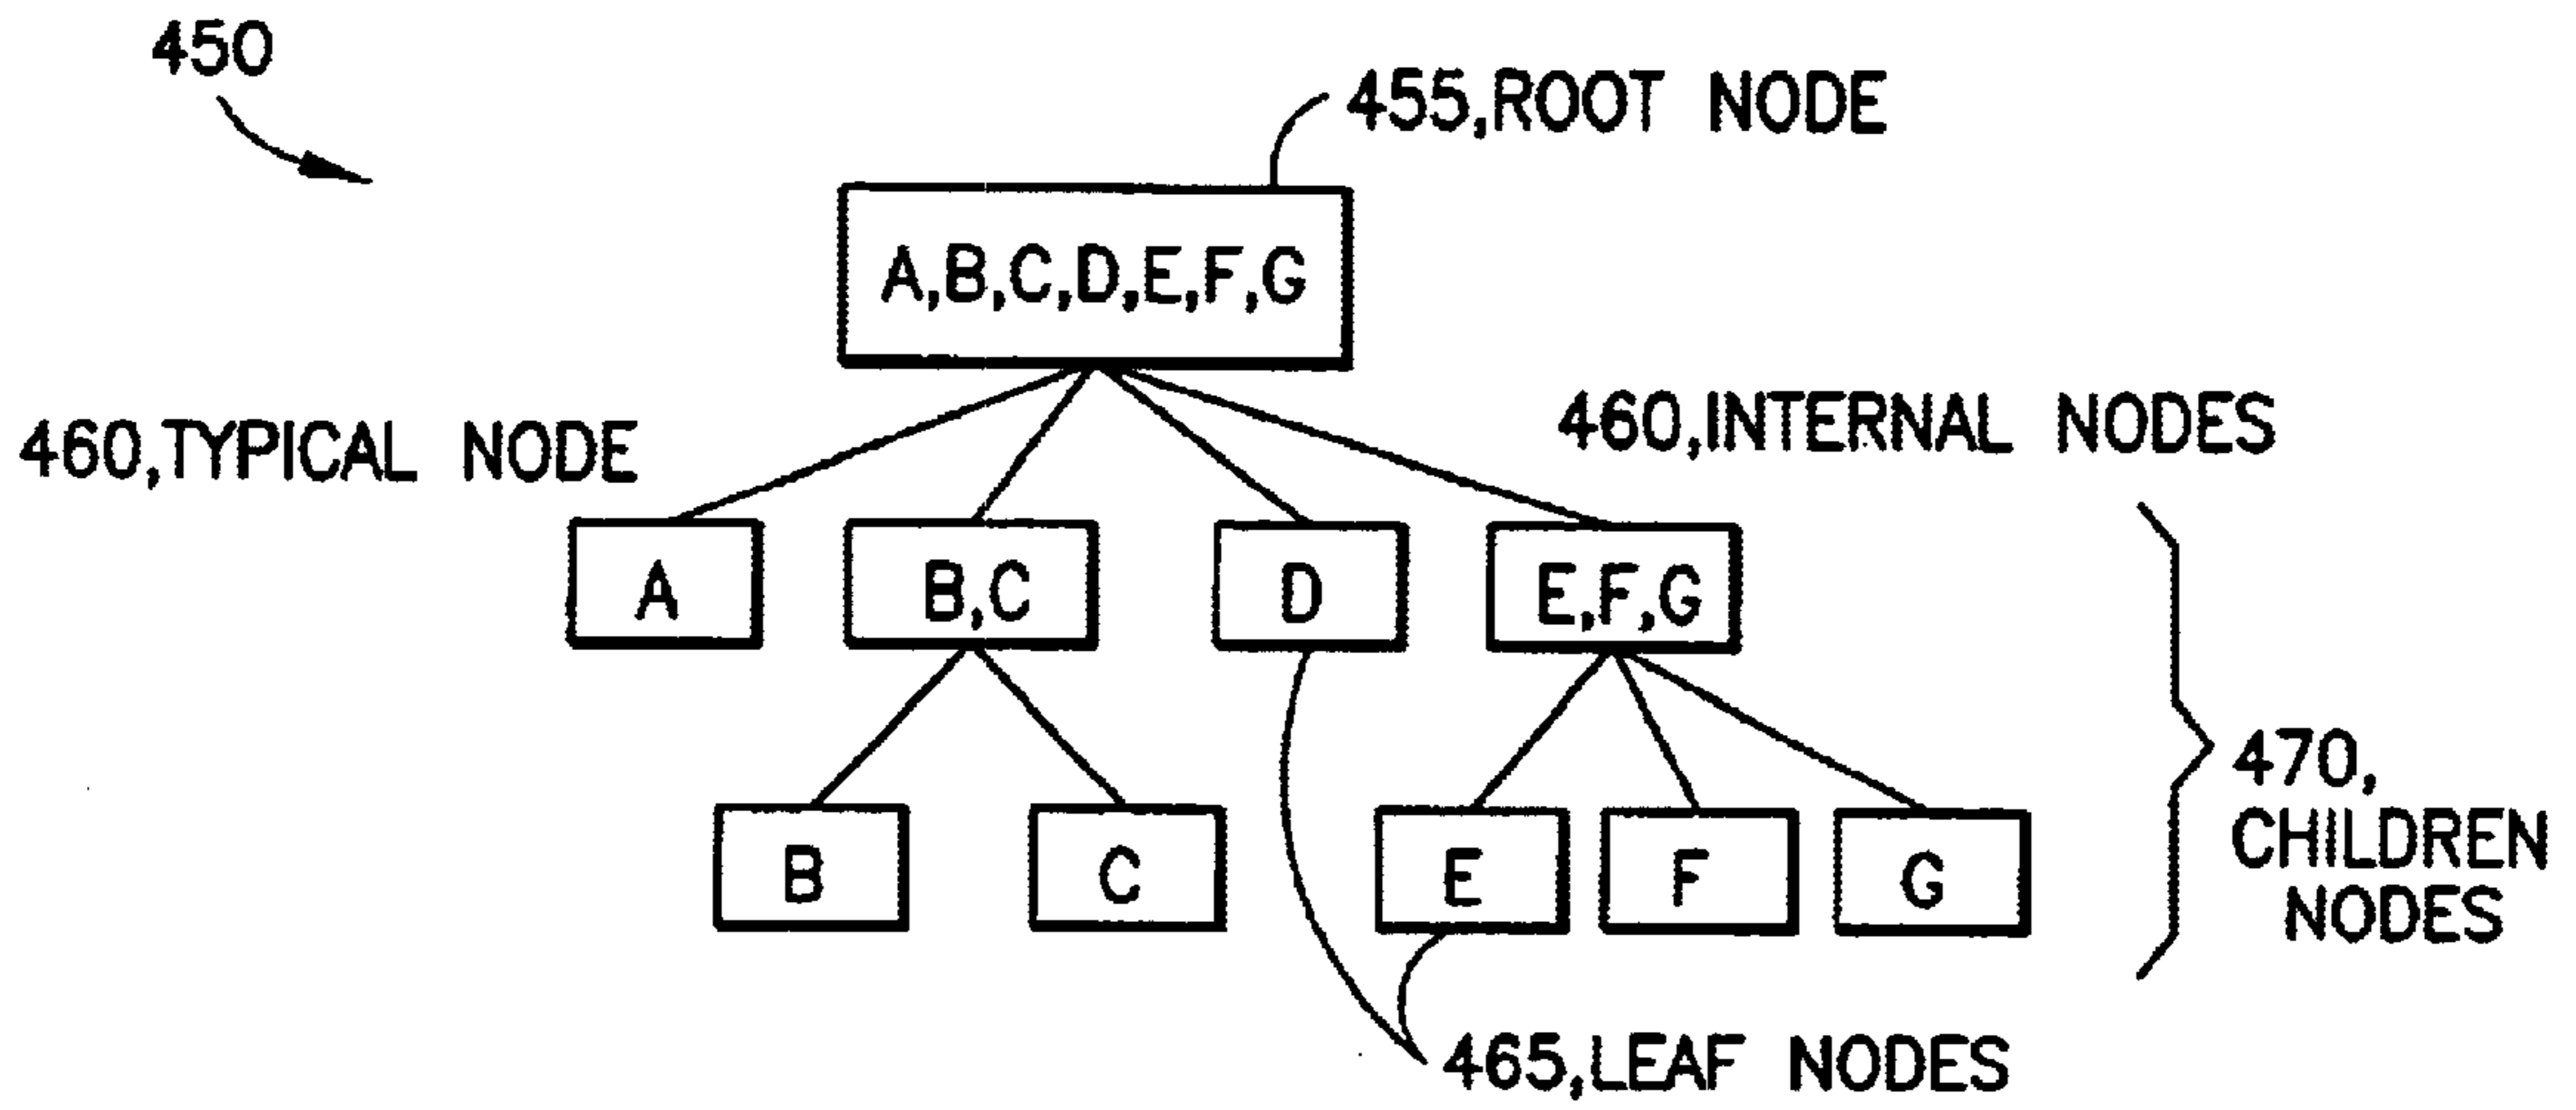 450
455,ROOT NODE
A,B,C,D,E,F,G
460,TYPICAL NODE
460,INTERNAL NODES
A
B,C
D
E,F,G
470,
CHILDREN
NODES
B
C
E
F
G
465,LEAF NODES